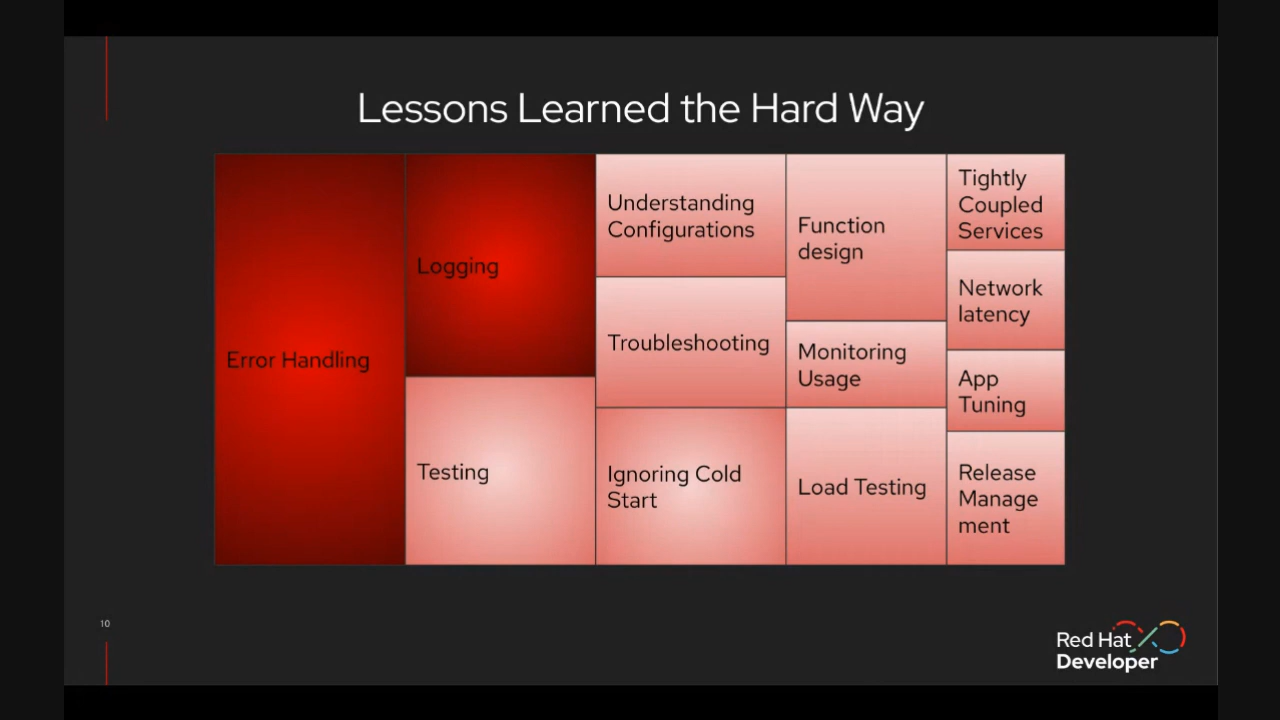 Lessons Learned the Hard Way
Error Handling
Logging
Testing
Understanding
Configurations
Troubleshooting
Ignoring Cold
Start
Function
design
Monitoring
Usage
Load Testing
Tightly
Coupled
Services
Network
latency
App
Tuning
Release
Manage
ment
10
Red Hat
Developer